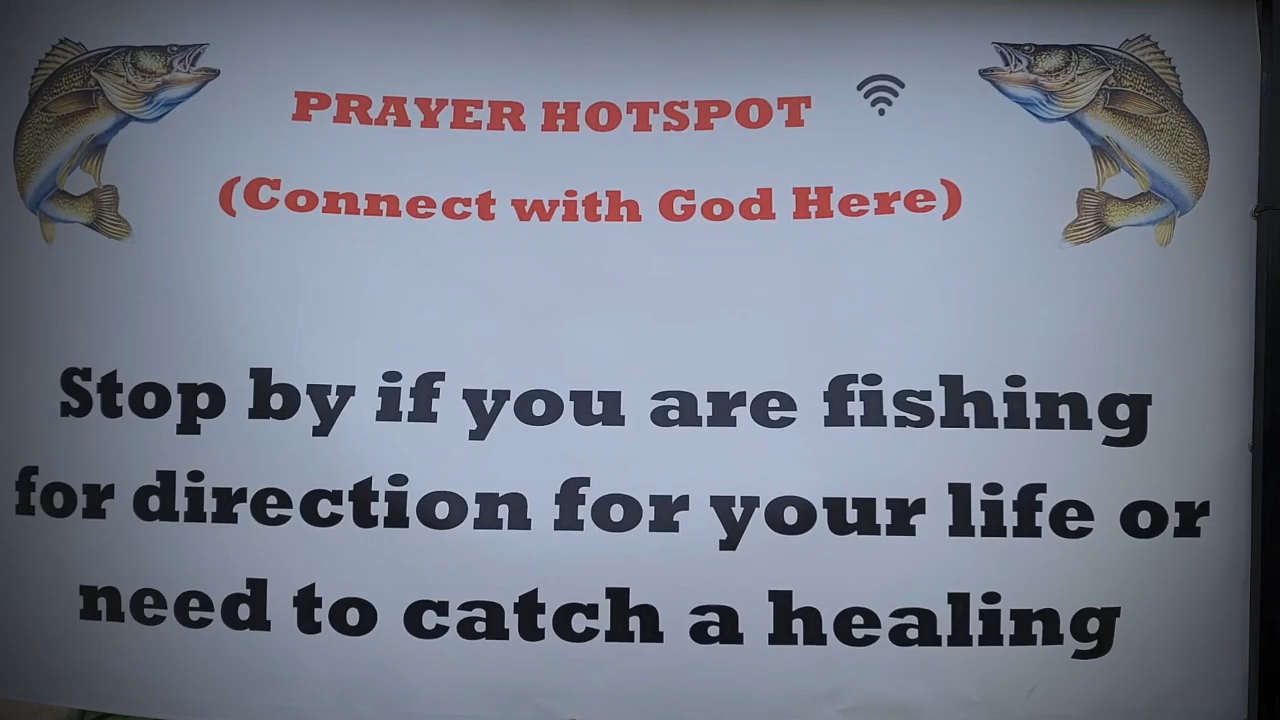 PRAYER HOTSPOT
(Connect with God Here)
Stop by if you are fishing
for direction for your life or
need to catch a healing